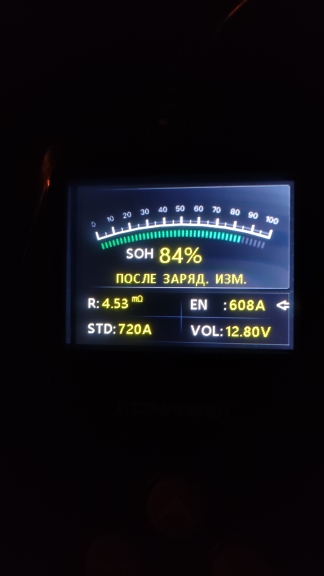 0 10 20 30 40 50 60 70 80 90 100
SOH 84%
ПОСЛЕ ЗАРЯД. ИЗМ.
R: 4.53 mΩ EN : 608A
STD: 720A VOL: 12.80V